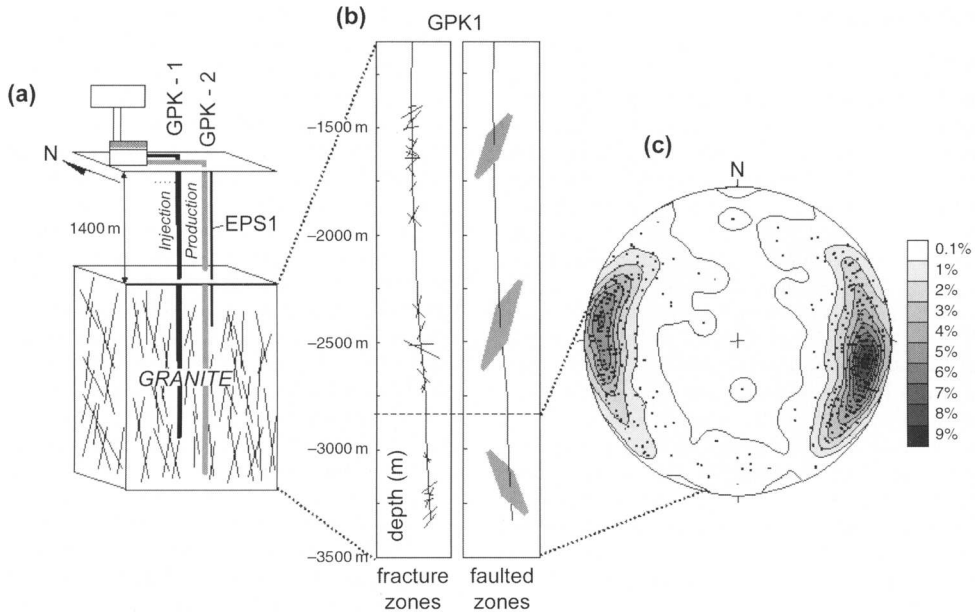 (a)
GPK - 1
GPK - 2
N
Injection
Production
EPS1
1400 m
GRANITE
(b)
GPK1
–1500 m
–2000 m
–2500 m
–3000 m
–3500 m
depth (m)
fracture
zones
faulted
zones
(c)
N
0.1%
1%
2%
3%
4%
5%
6%
7%
8%
9%